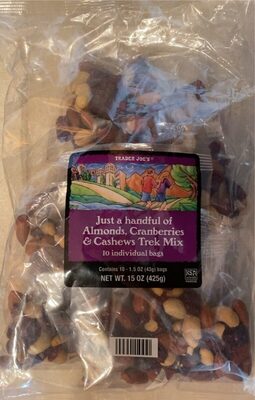 TRADER JOE'S
Just a handful of
Almonds, Cranberries
& Cashews Trek Mix
10 individual bags
Contains 10 - 1.5 OZ (43g) bags
NET WT. 15 OZ (425g)